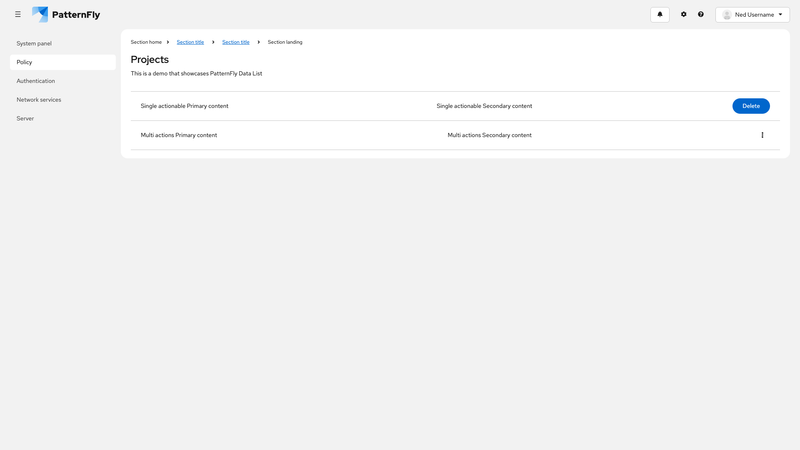 PatternFly
Ned Username
System panel
Policy
Authentication
Network services
Server
Section home Section title Section title Section landing
Projects
This is a demo that showcases PatternFly Data List
Single actionable Primary content Single actionable Secondary content Delete
Multi actions Primary content Multi actions Secondary content